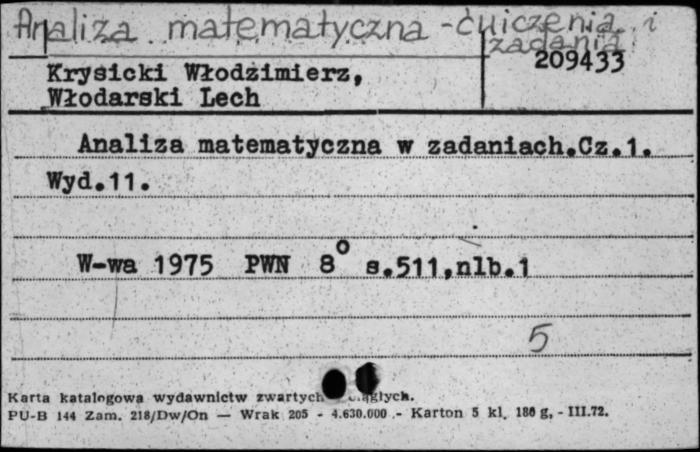 Analiza matematyczna - ćwiczenia i
zadania
209433
Krysicki Włodzimierz,
Włodarski Lech
Analiza matematyczna w zadaniach.Cz.1.
Wyd.11.
W-wa 1975 PWN 8° s.511,nlb.1
5
Karta katalogowa wydawnictw zwartych
PU-B 144 Zam. 218/Dw/On — Wrak 205 - 4.630.000 - Karton 5 kl. 180 g, - III.72.